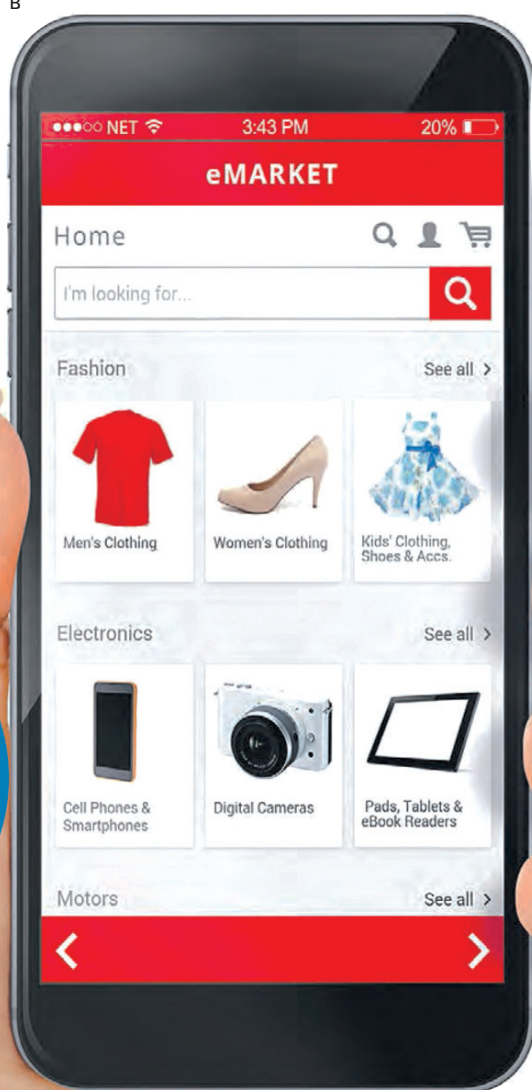 B
NET 3:43 PM 20%
eMARKET
Home
I'm looking for...
Fashion See all >
Men's Clothing
Women's Clothing
Kids' Clothing,
Shoes & Accs.
Electronics See all >
Cell Phones &
Smartphones
Digital Cameras
Pads, Tablets &
eBook Readers
Motors See all >